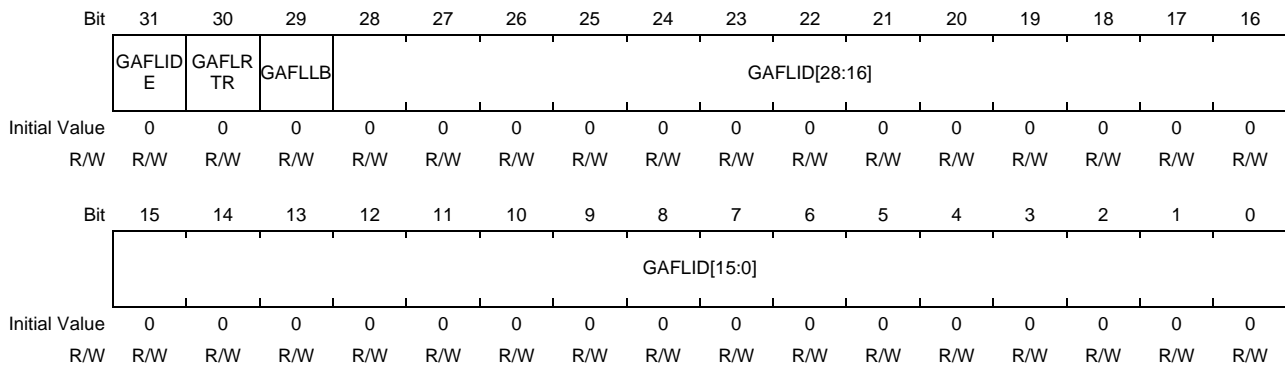 Bit 31 30 29 28 27 26 25 24 23 22 21 20 19 18 17 16
GAFLID GAFLR GAFLLB GAFLID[28:16]
E TR
Initial Value 0 0 0 0 0 0 0 0 0 0 0 0 0 0 0 0
R/W R/W R/W R/W R/W R/W R/W R/W R/W R/W R/W R/W R/W R/W R/W R/W R/W
Bit 15 14 13 12 11 10 9 8 7 6 5 4 3 2 1 0
GAFLID[15:0]
Initial Value 0 0 0 0 0 0 0 0 0 0 0 0 0 0 0 0
R/W R/W R/W R/W R/W R/W R/W R/W R/W R/W R/W R/W R/W R/W R/W R/W R/W